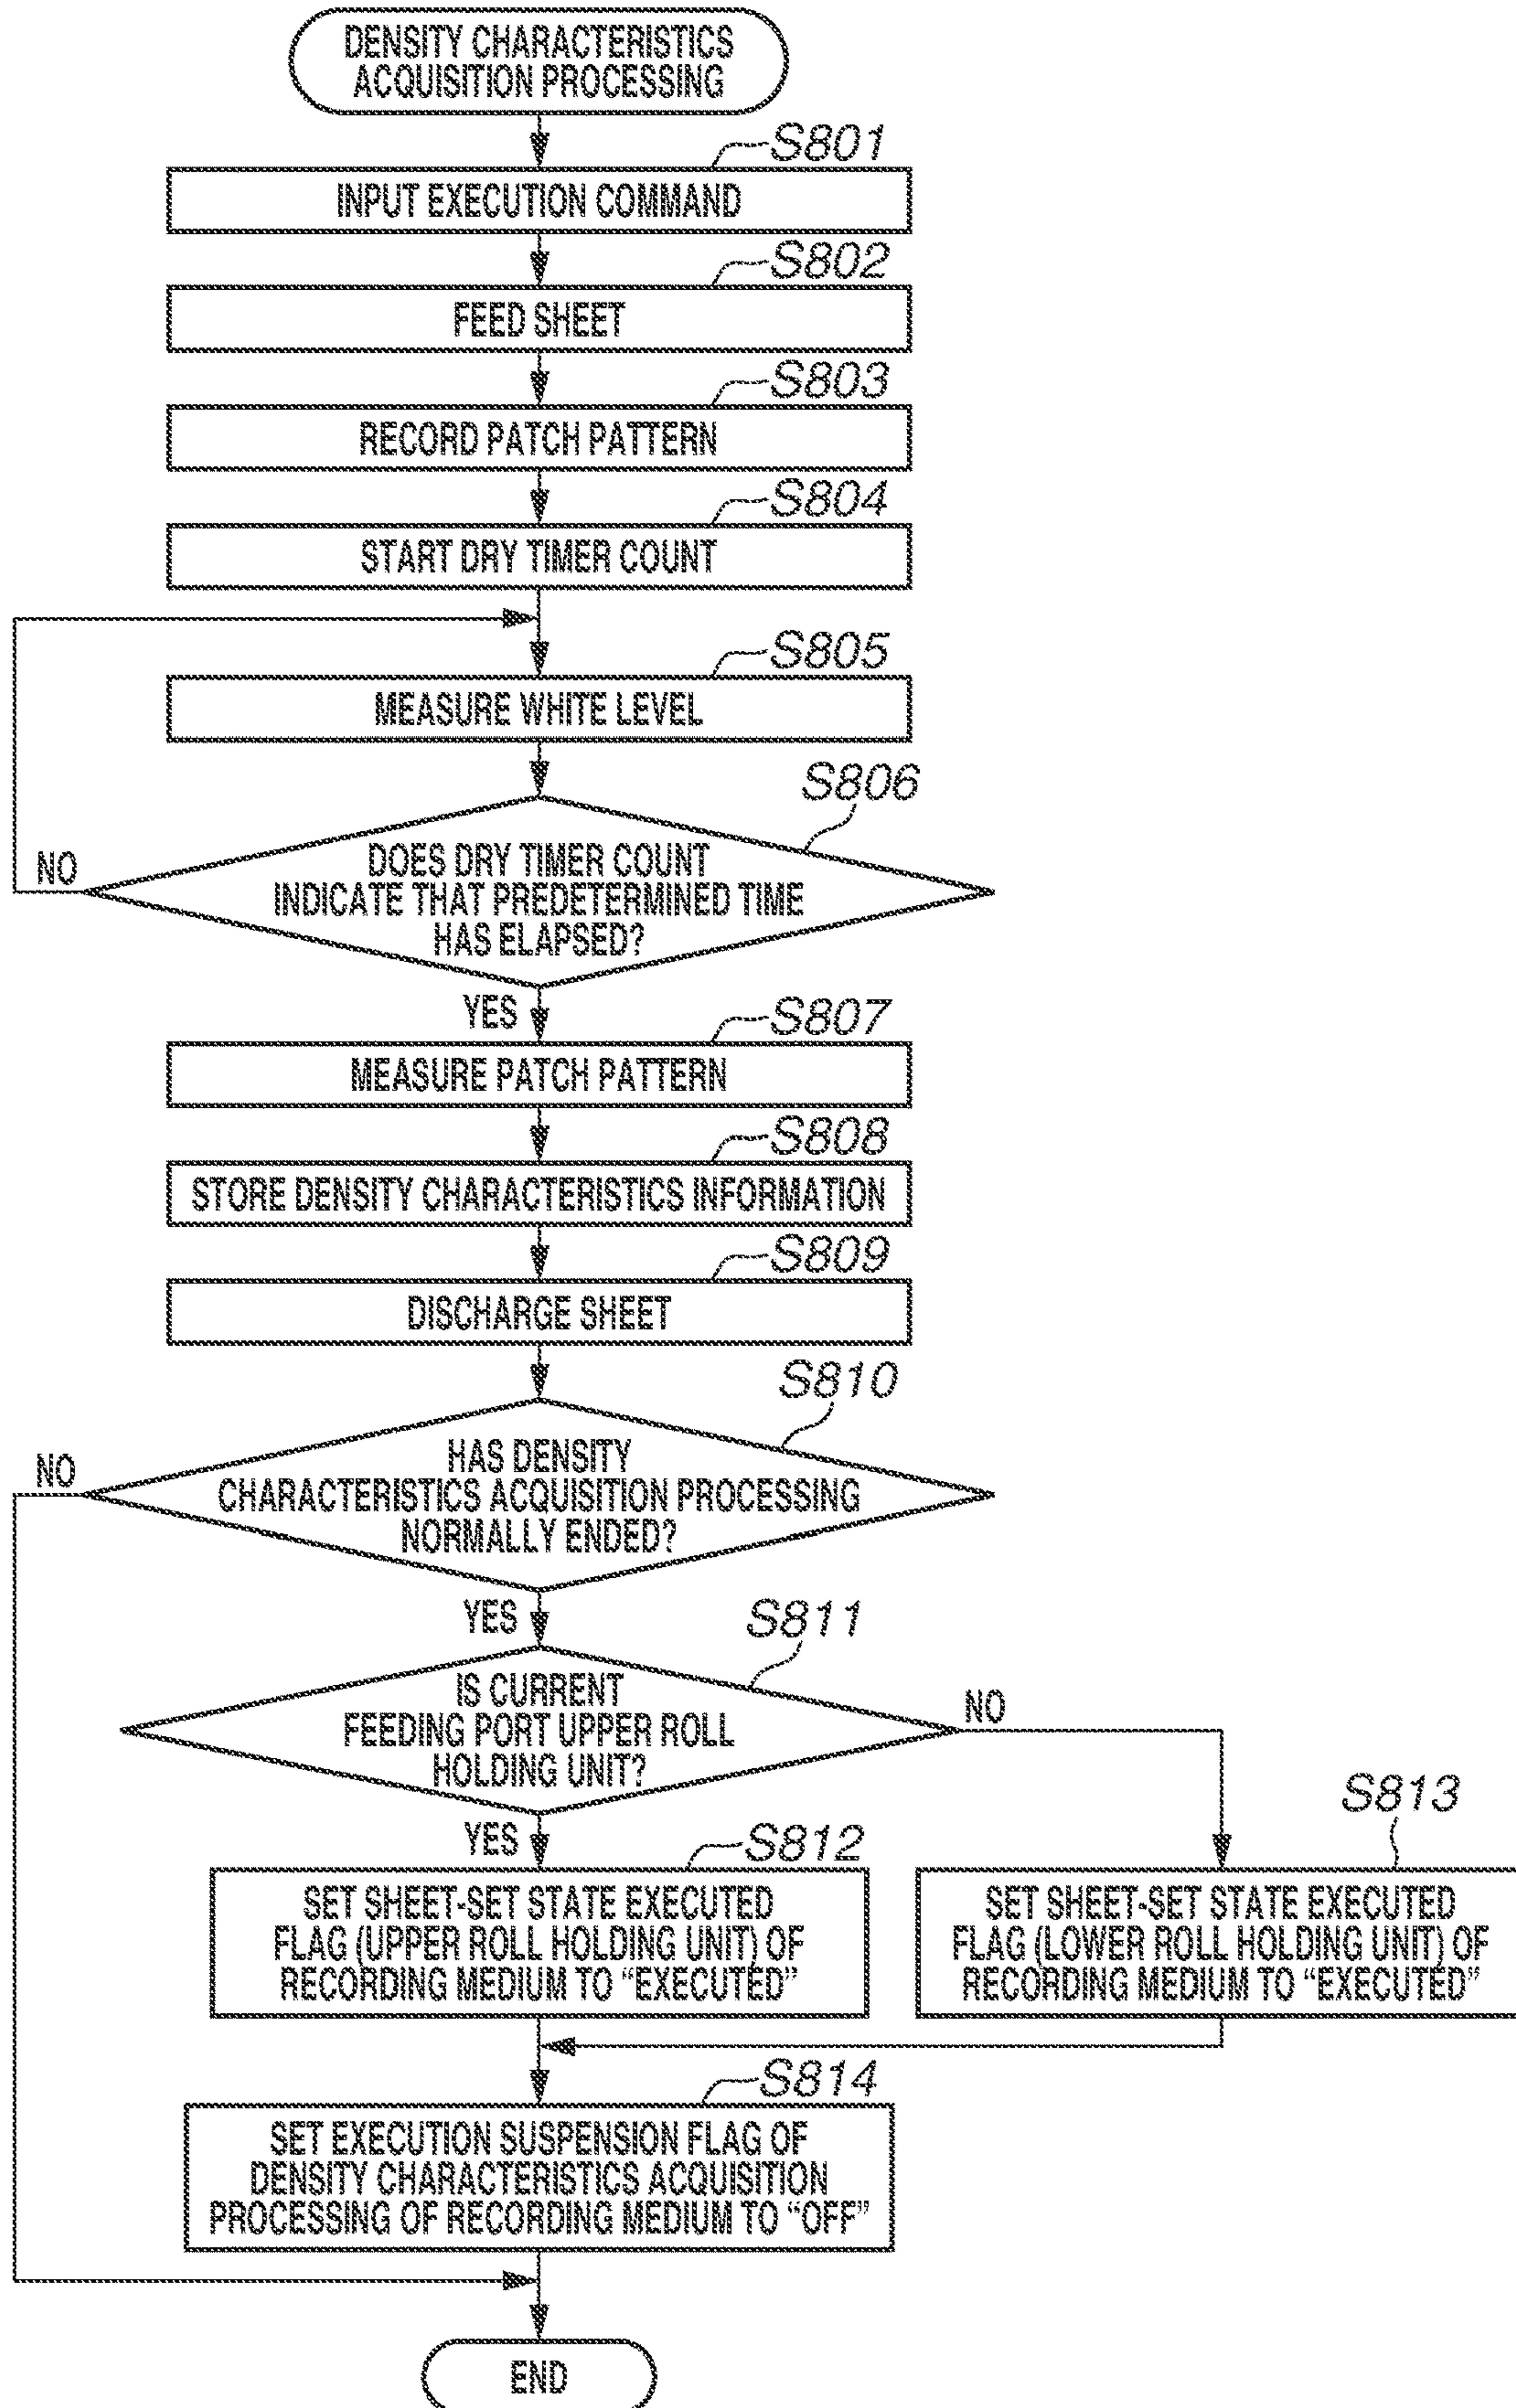 DENSITY CHARACTERISTICS
ACQUISITION PROCESSING
S801
INPUT EXECUTION COMMAND
S802
FEED SHEET
S803
RECORD PATCH PATTERN
S804
START DRY TIMER COUNT
S805
MEASURE WHITE LEVEL
S806
DOES DRY TIMER COUNT
NO
INDICATE THAT PREDETERMINED TIME
HAS ELAPSED?
YES
S807
MEASURE PATCH PATTERN
S808
STORE DENSITY CHARACTERISTICS INFORMATION
S809
DISCHARGE SHEET
S810
HAS DENSITY
NO
CHARACTERISTICS ACQUISITION PROCESSING
NORMALLY ENDED?
YES
S811
IS CURRENT
NO
FEEDING PORT UPPER ROLL
HOLDING UNIT?
YES
S812
SET SHEET-SET STATE EXECUTED
FLAG (UPPER ROLL HOLDING UNIT) OF
RECORDING MEDIUM TO “EXECUTED”
S813
SET SHEET-SET STATE EXECUTED
FLAG (LOWER ROLL HOLDING UNIT) OF
RECORDING MEDIUM TO “EXECUTED”
S814
SET EXECUTION SUSPENSION FLAG OF
DENSITY CHARACTERISTICS ACQUISITION
PROCESSING OF RECORDING MEDIUM TO “OFF”
END